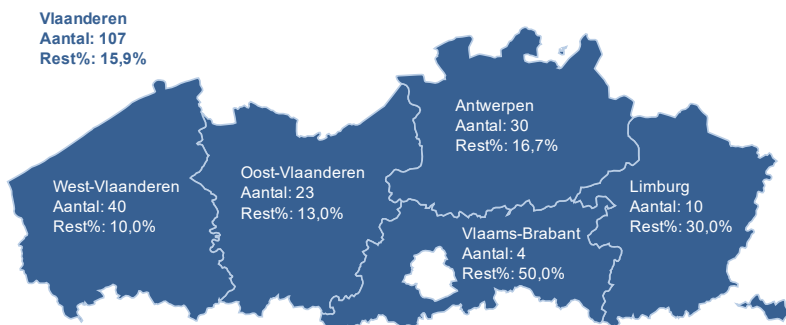 Vlaanderen
Aantal: 107
Rest%: 15,9%
West-Vlaanderen
Aantal: 40
Rest%: 10,0%
Oost-Vlaanderen
Aantal: 23
Rest%: 13,0%
Antwerpen
Aantal: 30
Rest%: 16,7%
Vlaams-Brabant
Aantal: 4
Rest%: 50,0%
Limburg
Aantal: 10
Rest%: 30,0%